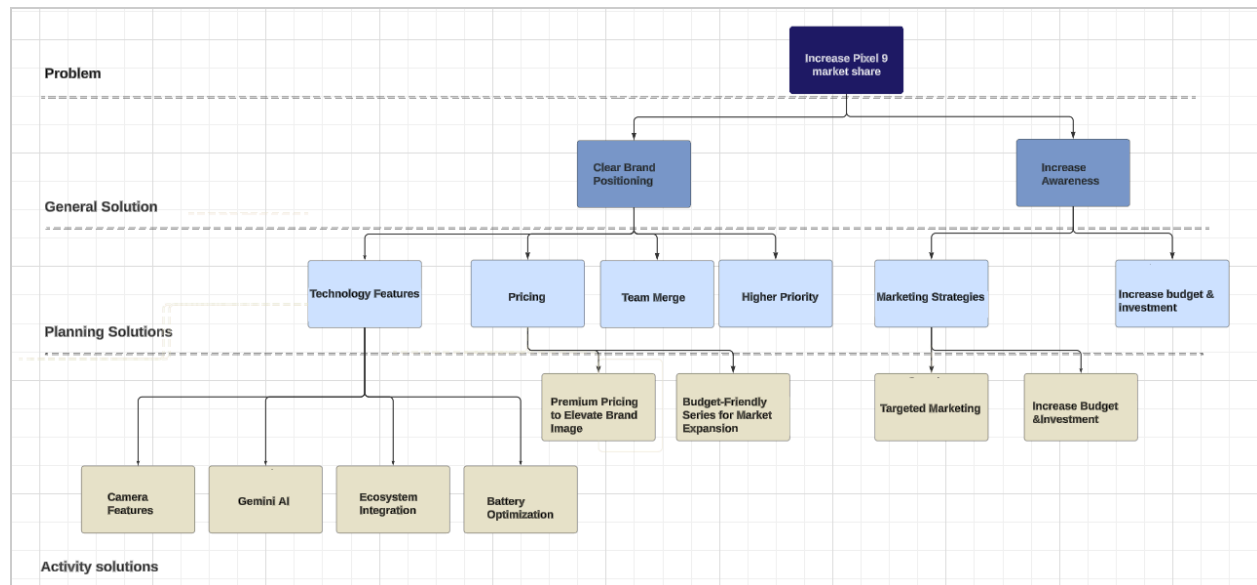 Increase Pixel 9
market share
Problem
Clear Brand
Positioning
Increase
Awareness
General Solution
Technology Features
Pricing
Team Merge
Higher Priority
Marketing Strategies
Increase budget &
investment
Planning Solutions
Premium Pricing
to Elevate Brand
Image
Budget-Friendly
Series for Market
Expansion
Targeted Marketing
Increase Budget
&Investment
Camera
Features
Gemini AI
Ecosystem
Integration
Battery
Optimization
Activity solutions